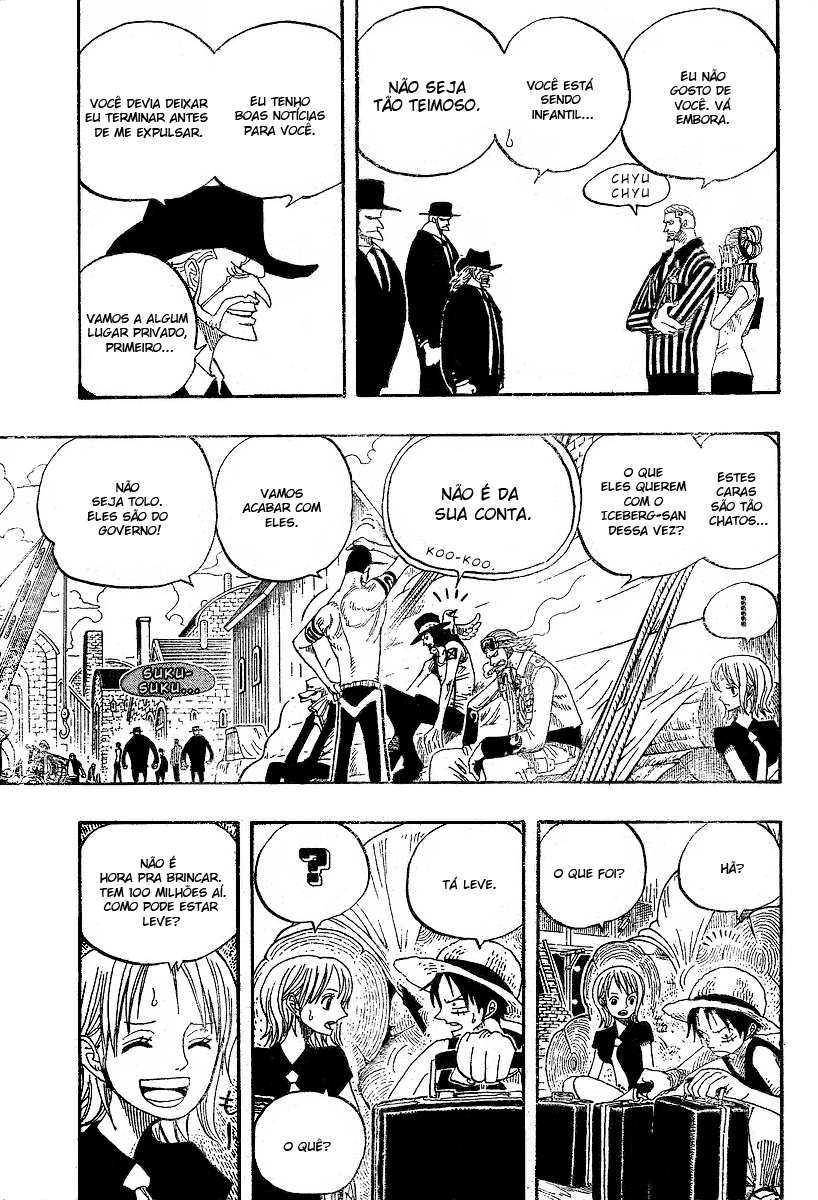 EU NÃO
GOSTO DE
VOCÊ. VÁ
EMBORA.
CHYU
CHYU
VOCÊ ESTÁ
SENDO
INFANTIL...
NÃO SEJA
TÃO TEIMOSO.
EU TENHO
BOAS NOTÍCIAS
PARA VOCÊ.
VOCÊ DEVIA DEIXAR
EU TERMINAR ANTES
DE ME EXPULSAR.
VAMOS A ALGUM
LUGAR PRIVADO,
PRIMEIRO...
ESTES
CARAS
SÃO TÃO
CHATOS...
O QUE
ELES QUEREM
COM O
ICEBERG-SAN
DESSA VEZ?
!!!!!!
NÃO É DA
SUA CONTA.
KOO-KOO.
VAMOS
ACABAR COM
ELES.
NÃO
SEJA TOLO.
ELES SÃO DO
GOVERNO!
SUKU-
SUKU...
HÃ?
O QUE FOI?
TÁ LEVE.
?
O QUÊ?
NÃO É
HORA PRA BRINCAR.
TEM 100 MILHÕES AÍ.
COMO PODE ESTAR
LEVE?